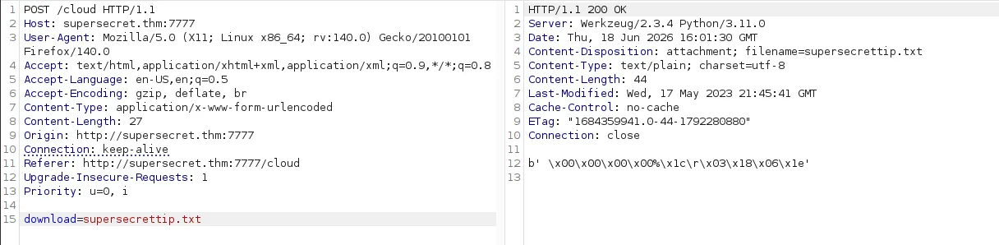 1 POST /cloud HTTP/1.1
2 Host: supersecret.thm:7777
3 User-Agent: Mozilla/5.0 (X11; Linux x86_64; rv:140.0) Gecko/20100101
Firefox/140.0
4 Accept: text/html,application/xhtml+xml,application/xml;q=0.9,*/*;q=0.8
5 Accept-Language: en-US,en;q=0.5
6 Accept-Encoding: gzip, deflate, br
7 Content-Type: application/x-www-form-urlencoded
8 Content-Length: 27
9 Origin: http://supersecret.thm:7777
10 Connection: keep-alive
11 Referer: http://supersecret.thm:7777/cloud
12 Upgrade-Insecure-Requests: 1
13 Priority: u=0, i
14
15 download=supersecrettip.txt
1 HTTP/1.1 200 OK
2 Server: Werkzeug/2.3.4 Python/3.11.0
3 Date: Thu, 18 Jun 2026 16:01:30 GMT
4 Content-Disposition: attachment; filename=supersecrettip.txt
5 Content-Type: text/plain; charset=utf-8
6 Content-Length: 44
7 Last-Modified: Wed, 17 May 2023 21:45:41 GMT
8 Cache-Control: no-cache
9 ETag: "1684359941.0-44-1792280880"
10 Connection: close
11
12 b' \x00\x00\x00\x00%\x1c\r\x03\x18\x06\x1e'
13